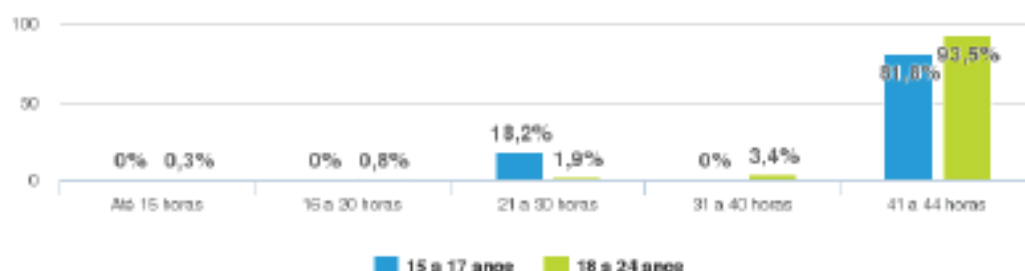 100
50
0
0% 0,3% 0% 0,8% 18,2% 1,9% 0% 3,4% 81,8% 93,5%
Até 15 horas 16 a 20 horas 21 a 30 horas 31 a 40 horas 41 a 44 horas
15 a 17 anos 18 a 24 anos